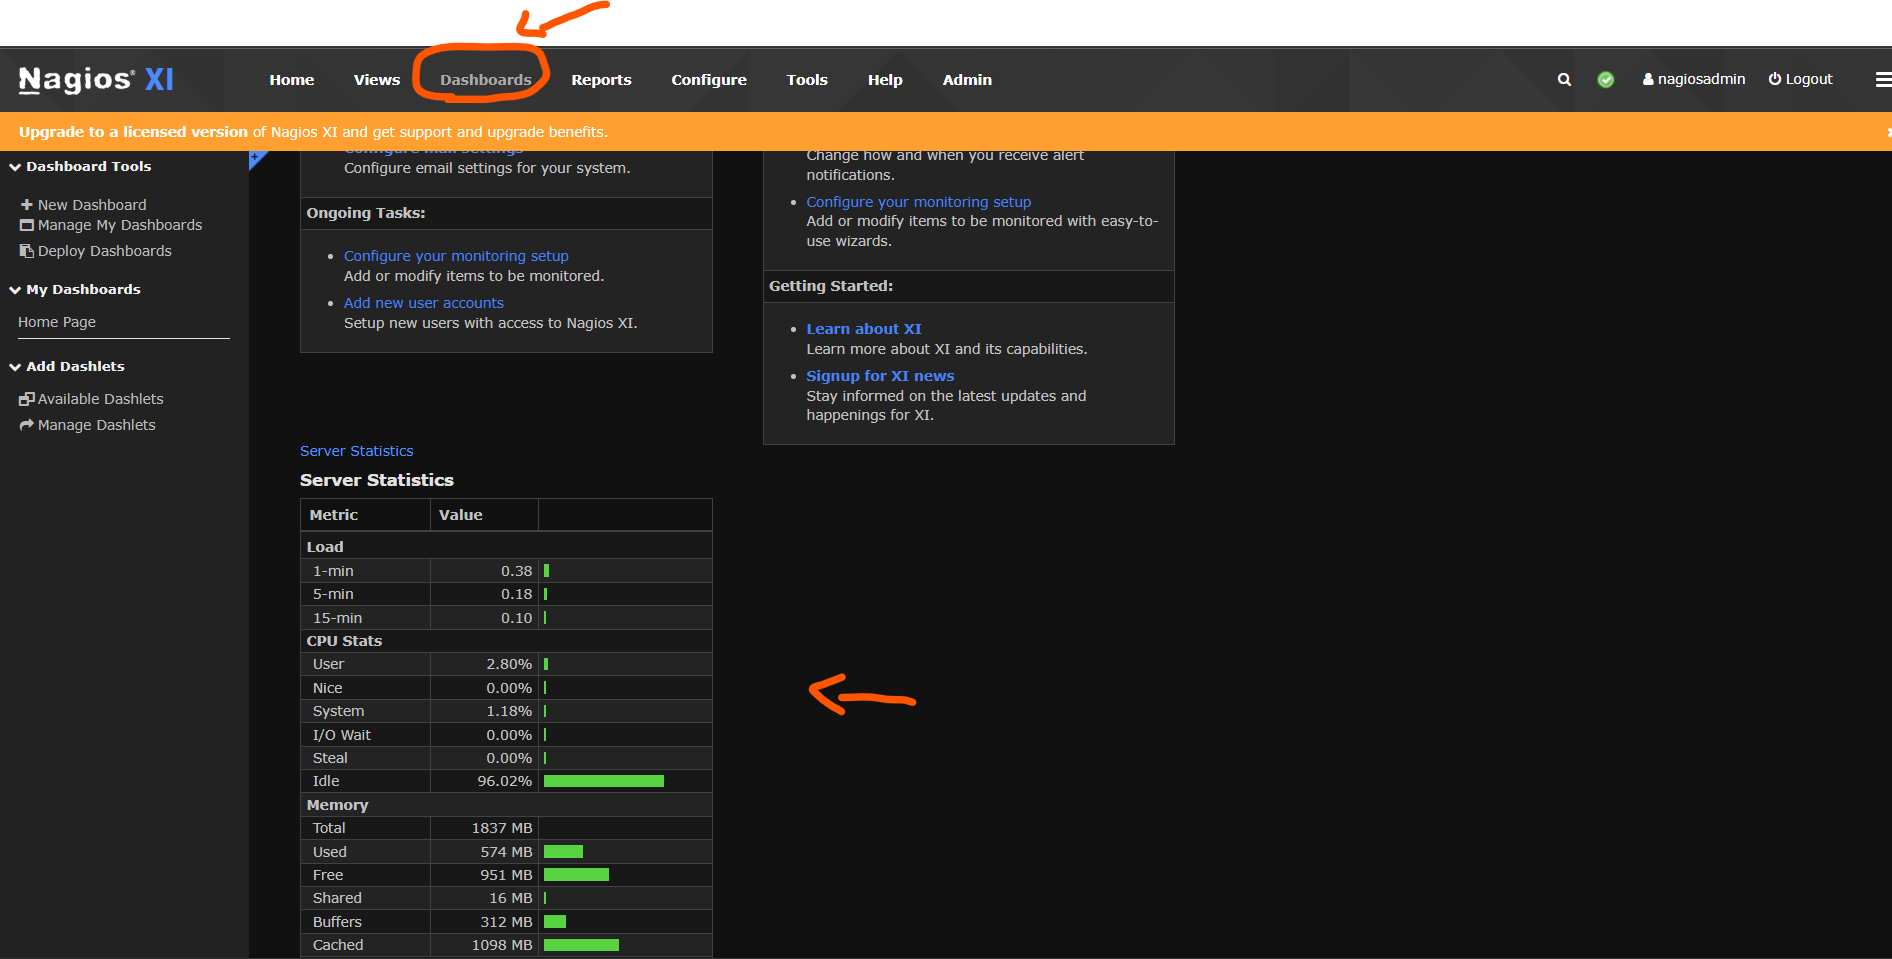 Nagios® XI
Home Views Dashboards Reports Configure Tools Help Admin
nagiosadmin Logout
Upgrade to a licensed version of Nagios XI and get support and upgrade benefits.
Dashboard Tools
New Dashboard
Manage My Dashboards
Deploy Dashboards
My Dashboards
Home Page
Add Dashlets
Available Dashlets
Manage Dashlets
Configure mail settings
Configure email settings for your system.
Ongoing Tasks:
Configure your monitoring setup
Add or modify items to be monitored.
Add new user accounts
Setup new users with access to Nagios XI.
Change how and when you receive alert
notifications.
Configure your monitoring setup
Add or modify items to be monitored with easy-to-
use wizards.
Getting Started:
Learn about XI
Learn more about XI and its capabilities.
Signup for XI news
Stay informed on the latest updates and
happenings for XI.
Server Statistics
Server Statistics
Metric Value
Load
1-min 0.38
5-min 0.18
15-min 0.10
CPU Stats
User 2.80%
Nice 0.00%
System 1.18%
I/O Wait 0.00%
Steal 0.00%
Idle 96.02%
Memory
Total 1837 MB
Used 574 MB
Free 951 MB
Shared 16 MB
Buffers 312 MB
Cached 1098 MB